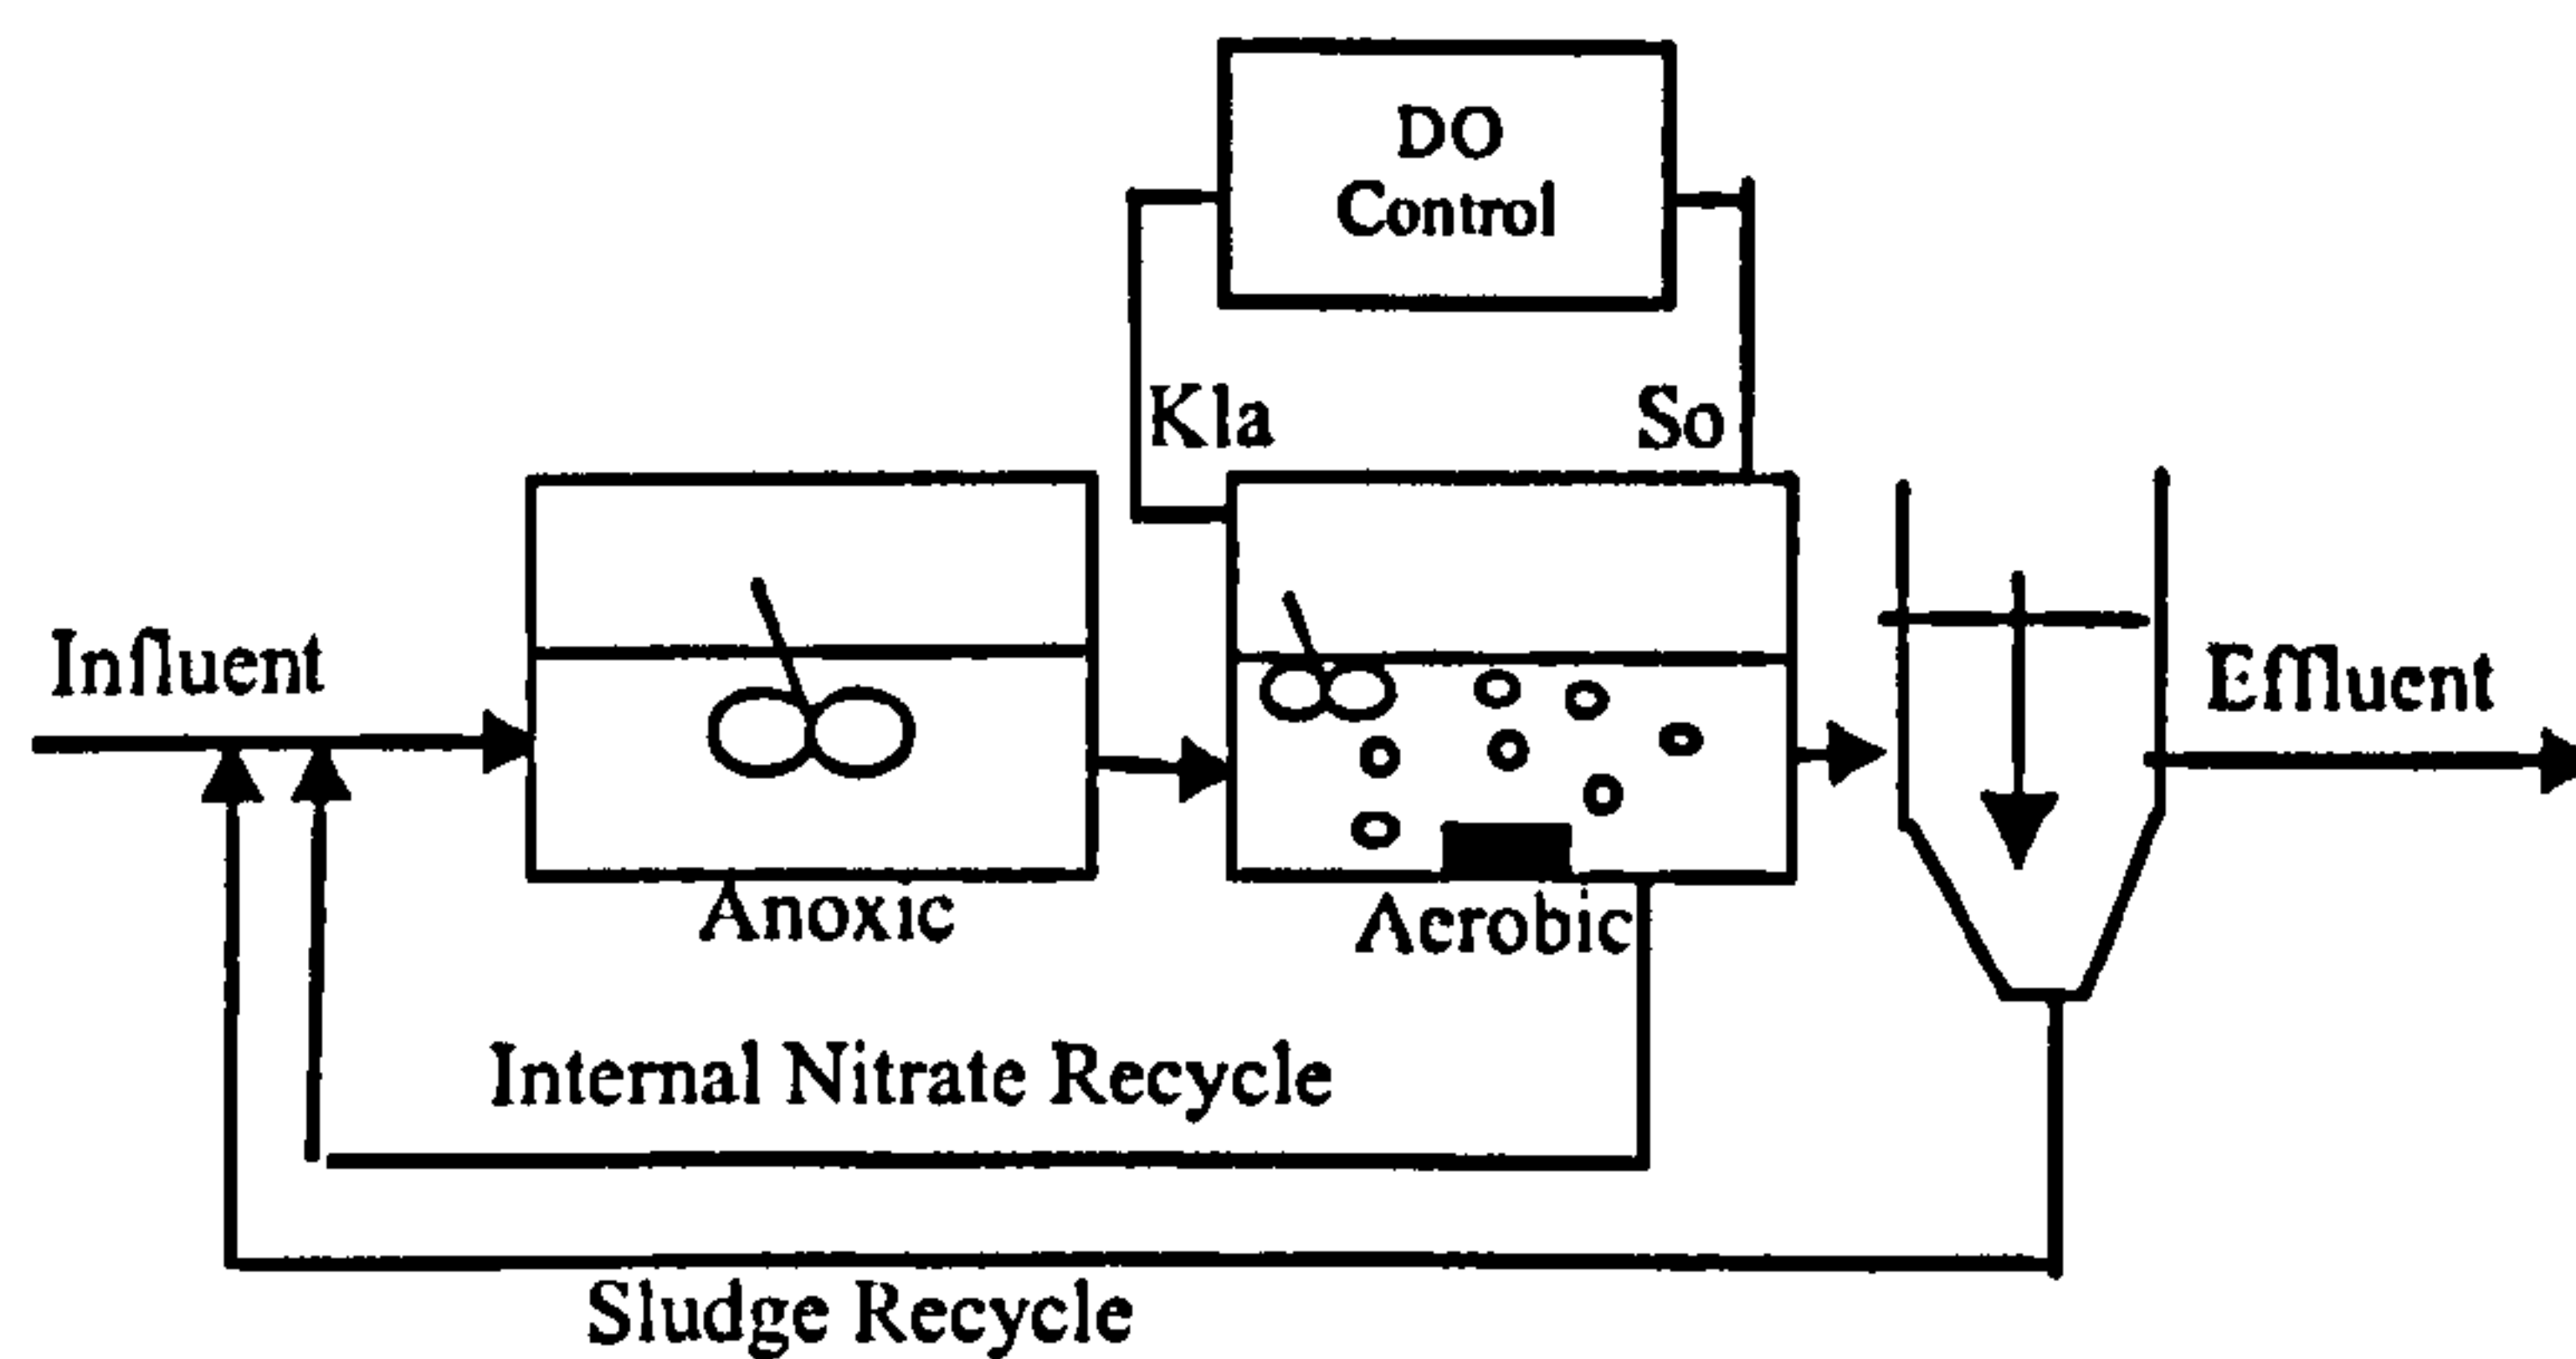 DO
Control
Kla
So
Influent
Effluent
Anoxic
Aerobic
Internal Nitrate Recycle
Sludge Recycle